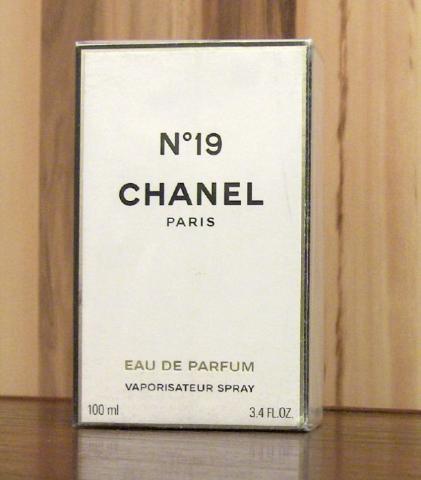 N°19
CHANEL
PARIS
EAU DE PARFUM
VAPORISATEUR SPRAY
100 ml 3.4 FL.OZ.